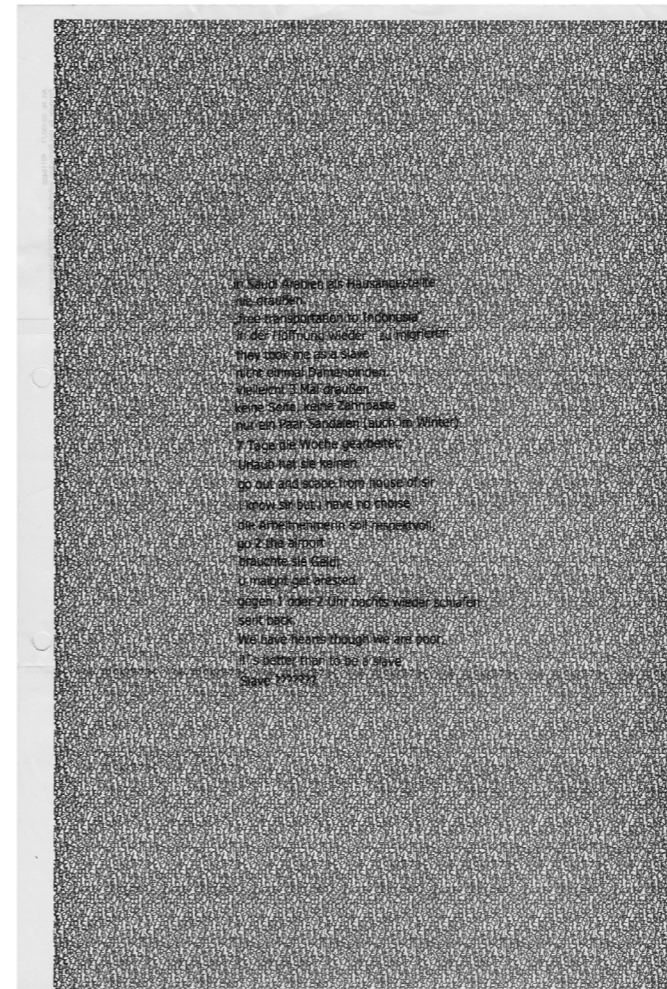 in Saudi Arabien als Hausangestellte
nie draußen.
„free transportation to Indonesia"
in der Hoffnung wieder zu migrieren.
they took me as a slave
nicht einmal Damenbinden.
vielleicht 3 Mal draußen.
keine Seife, keine Zahnpasta
nur ein Paar Sandalen (auch im Winter)
7 Tage die Woche gearbeitet;
Urlaub hat sie keinen.
go out and scape from house of sir
i know sir but i have no choise
die Arbeitnehmerin soll respektvoll,
go 2 the airport
brauchte sie Geld;
u maight get arested.
gegen 1 oder 2 Uhr nachts wieder schlafen
sent back.
We have hearts though we are poor.
it`s better than to be a slave.
Slave ???????